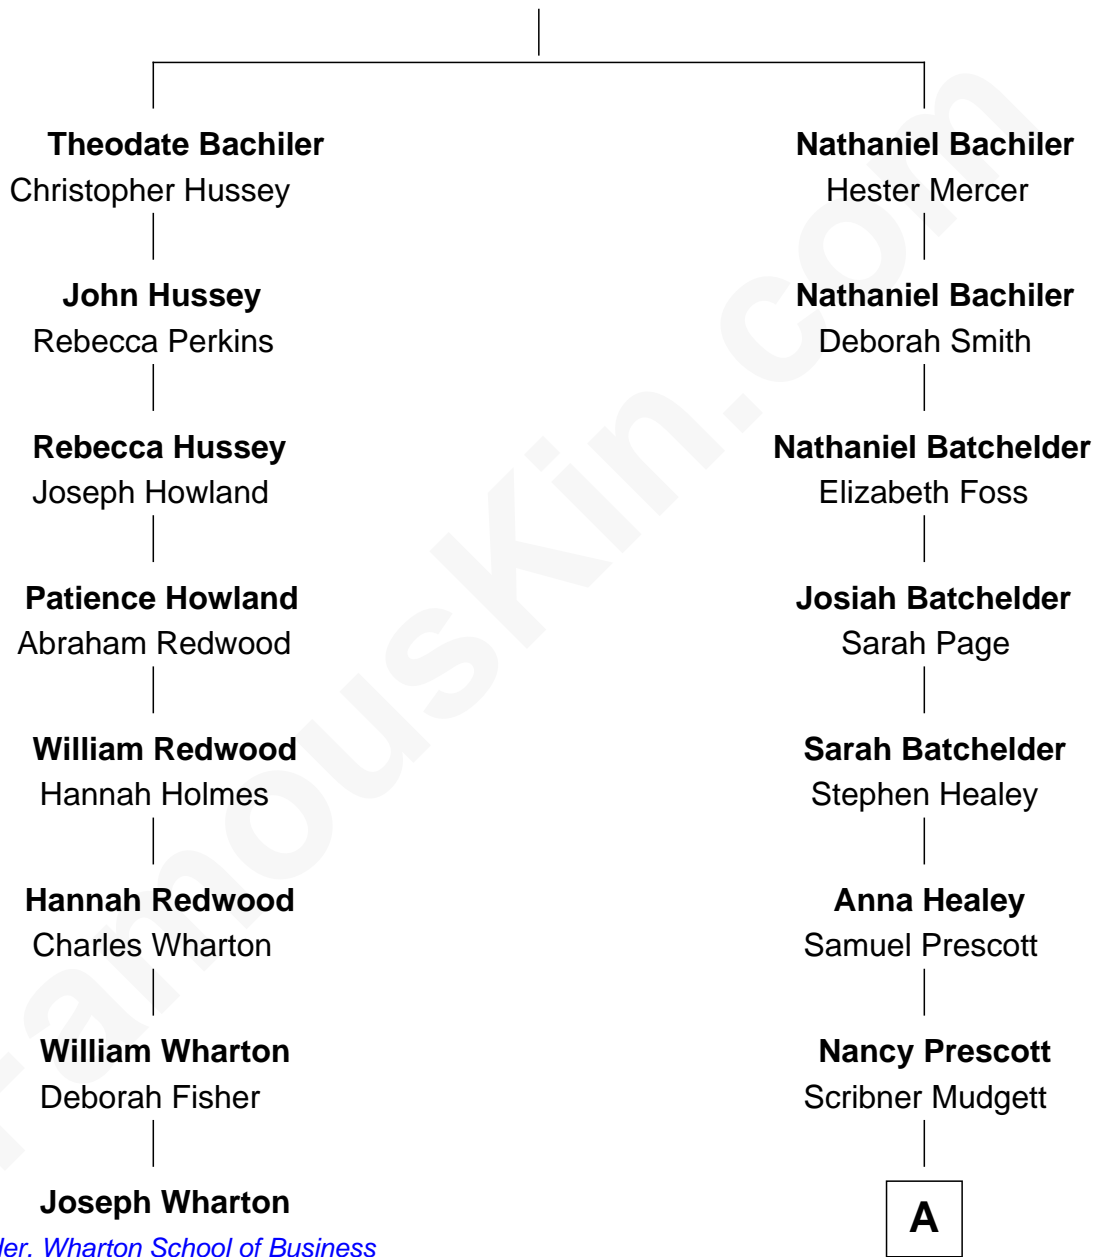 Theodate Bachiler
Christopher Hussey
John Hussey
Rebecca Perkins
Rebecca Hussey
Joseph Howland
Patience Howland
Abraham Redwood
William Redwood
Hannah Holmes
Hannah Redwood
Charles Wharton
William Wharton
Deborah Fisher
Joseph Wharton
Wharton School of Business
Nathaniel Bachiler
Hester Mercer
Nathaniel Bachiler
Deborah Smith
Nathaniel Batchelder
Elizabeth Foss
Josiah Batchelder
Sarah Page
Sarah Batchelder
Stephen Healey
Anna Healey
Samuel Prescott
Nancy Prescott
Scribner Mudgett
A
FamousKin.com